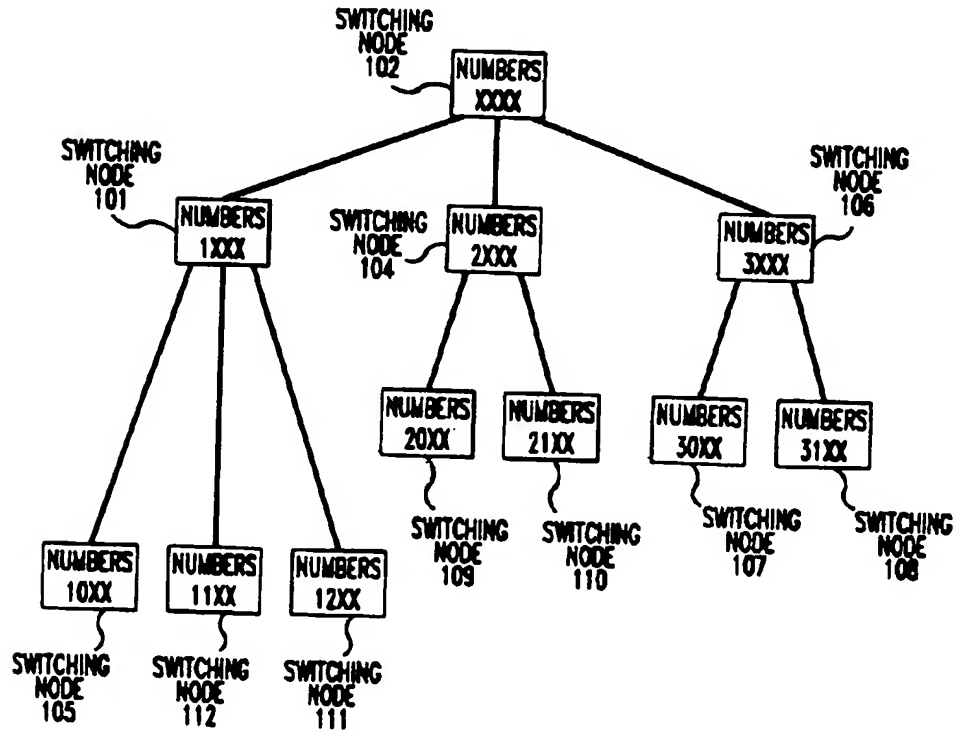 SWITCHING
NODE
102
NUMBERS
XXXX
SWITCHING
NODE
101
NUMBERS
1XXX
SWITCHING
NODE
104
NUMBERS
2XXX
NUMBERS
3XXX
SWITCHING
NODE
106
NUMBERS
20XX
NUMBERS
21XX
NUMBERS
30XX
NUMBERS
31XX
SWITCHING
NODE
109
SWITCHING
NODE
110
SWITCHING
NODE
107
SWITCHING
NODE
108
NUMBERS
10XX
NUMBERS
11XX
NUMBERS
12XX
SWITCHING
NODE
105
SWITCHING
NODE
112
SWITCHING
NODE
111